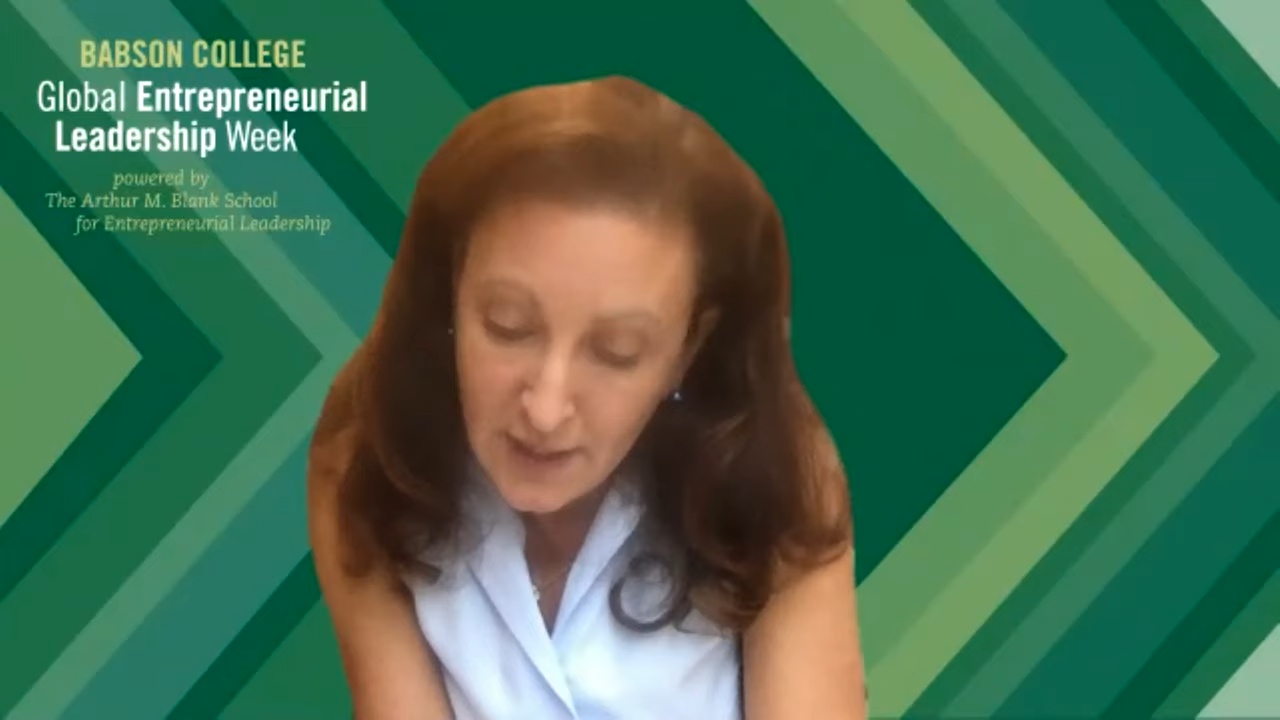 BABSON COLLEGE
Global Entrepreneurial
Leadership Week
powered by
The Arthur M. Blank School
for Entrepreneurial Leadership